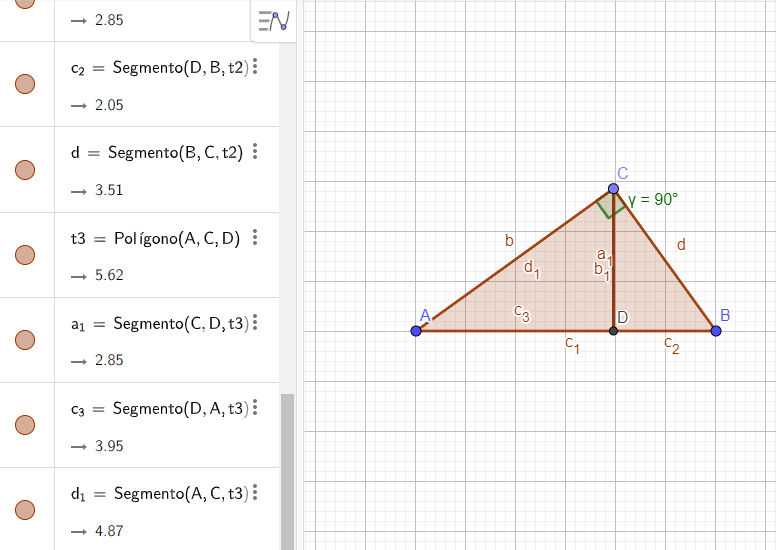 → 2.85
c₂ = Segmento(D, B, t2)
→ 2.05
d = Segmento(B, C, t2)
→ 3.51
t3 = Polígono(A, C, D)
→ 5.62
a₁ = Segmento(C, D, t3)
→ 2.85
c₃ = Segmento(D, A, t3)
→ 3.95
d₁ = Segmento(A, C, t3)
→ 4.87
C
γ = 90°
b
d
a₁
b₁
d₁
c₃
A
D
B
c₁
c₂